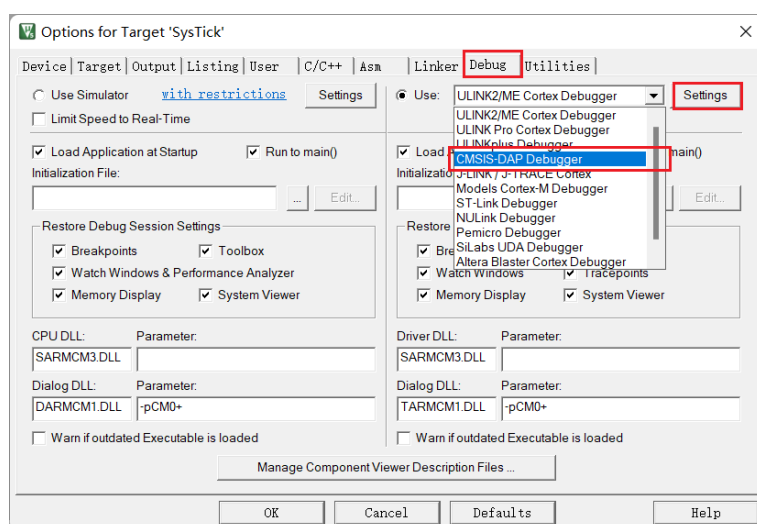 Options for Target 'SysTick'
Device Target Output Listing User C/C++ Asm Linker Debug Utilities
Use Simulator with restrictions Settings Use: ULINK2/ME Cortex Debugger Settings
Limit Speed to Real-Time
ULINK2/ME Cortex Debugger
ULINK Pro Cortex Debugger
ULINKplus Debugger
CMSIS-DAP Debugger
J-LINK / J-TRACE Cortex
Models Cortex-M Debugger
ST-Link Debugger
NULink Debugger
Pemicro Debugger
SiLabs UDA Debugger
Altera Blaster Cortex Debugger
Load Application at Startup Run to main() Load main()
Initialization File: Initializatio
... Edit... Edit...
Restore Debug Session Settings Restore
Breakpoints Toolbox Bre
Watch Windows & Performance Analyzer Watch Windows Tracepoints
Memory Display System Viewer Memory Display System Viewer
CPU DLL: Parameter: Driver DLL: Parameter:
SARMCM3.DLL SARMCM3.DLL
Dialog DLL: Parameter: Dialog DLL: Parameter:
DARMCM1.DLL -pCM0+ TARMCM1.DLL -pCM0+
Warn if outdated Executable is loaded Warn if outdated Executable is loaded
Manage Component Viewer Description Files ...
OK Cancel Defaults Help